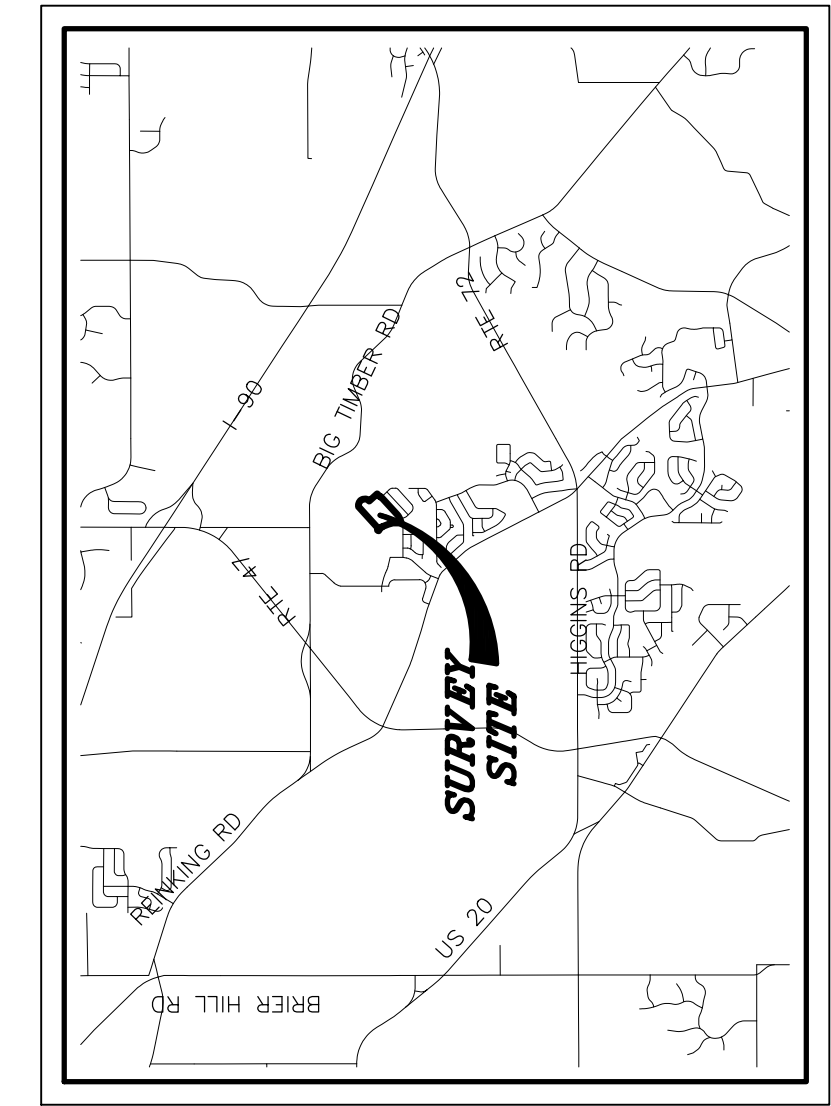 I-90
BIG TIMBER RD
RTE 72
RTE 47
HIGGINS RD
SURVEY
SITE
REINKING RD
US 20
BRIER HILL RD